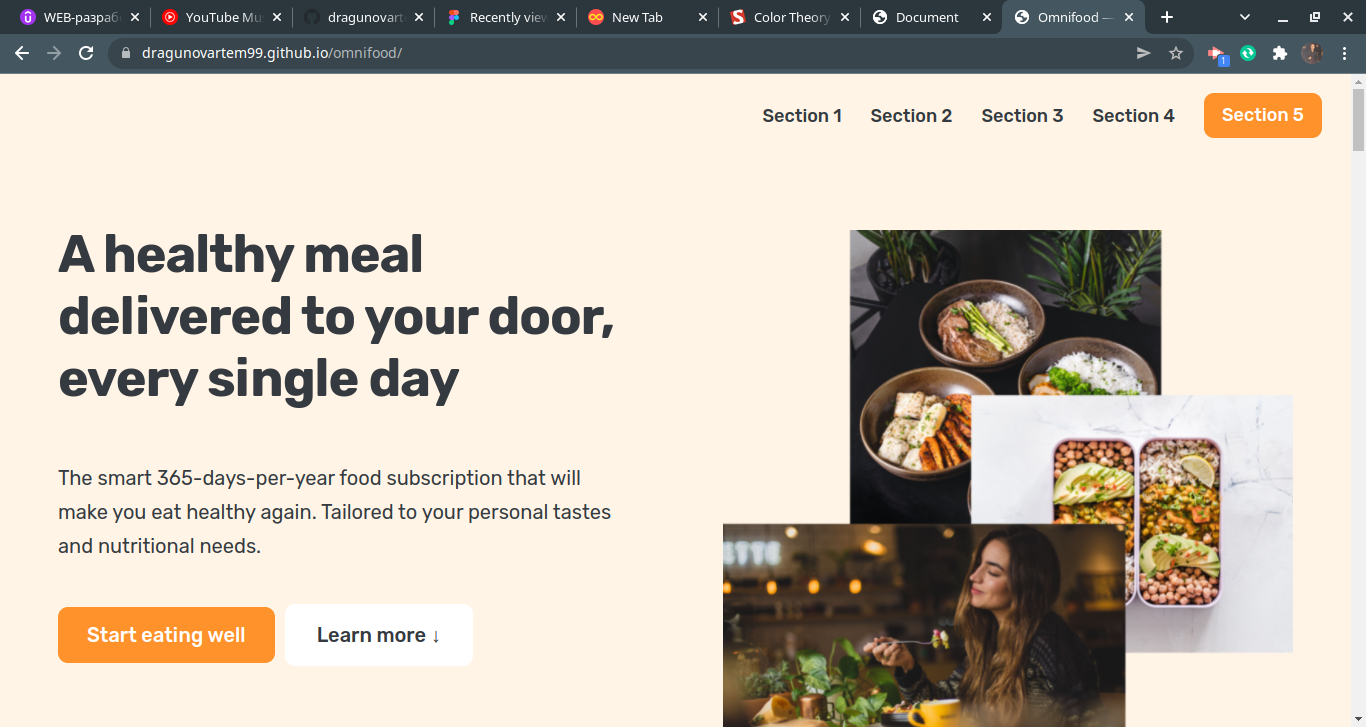 WEB-разраб
YouTube Mu
dragunovart
Recently view
New Tab
Color Theory
Document
Omnifood —
dragunovartem99.github.io/omnifood/
1
Section 1
Section 2
Section 3
Section 4
Section 5
A healthy meal
delivered to your door,
every single day
The smart 365-days-per-year food subscription that will
make you eat healthy again. Tailored to your personal tastes
and nutritional needs.
Start eating well
Learn more ↓